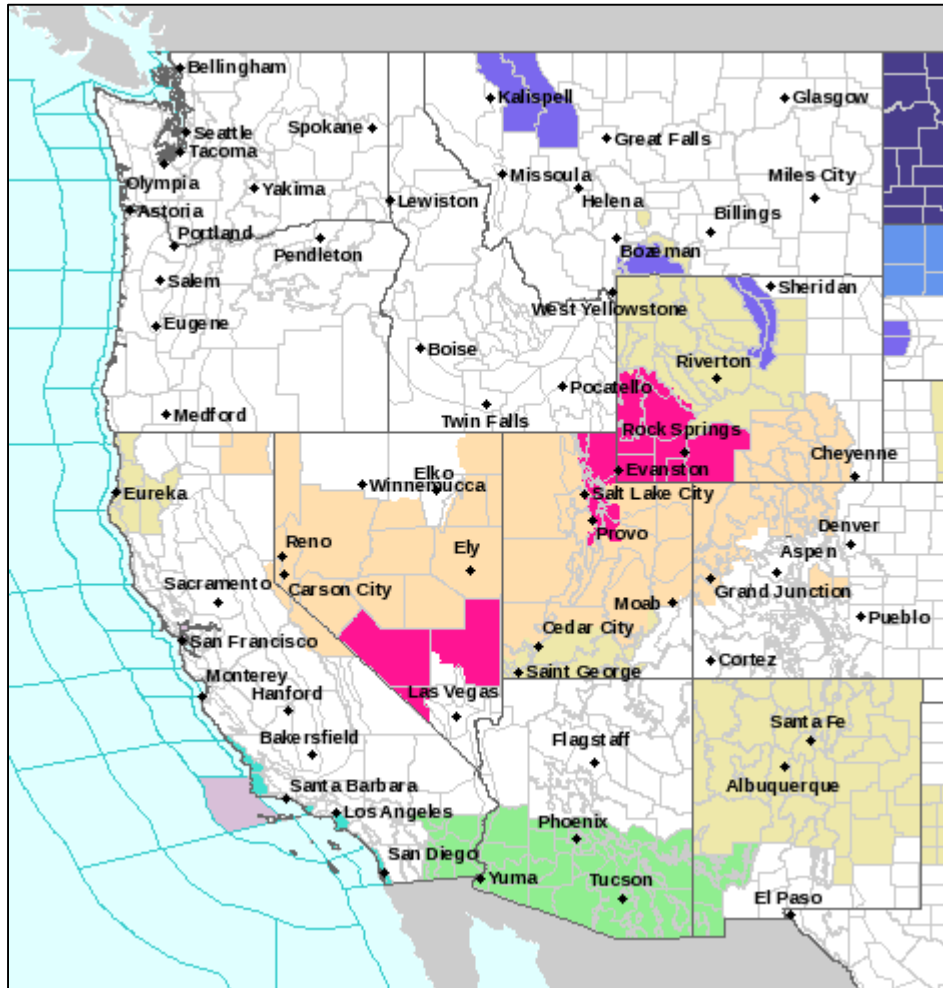 Bellingham
Kalispell
Glasgow
Seattle
Spokane
Great Falls
Tacoma
Olympia
Missoula
Miles City
Yakima
Helena
Lewiston
Astoria
Billings
Portland
Bozeman
Pendleton
Salem
Sheridan
West Yellowstone
Eugene
Boise
Riverton
Pocatello
Medford
Twin Falls
Rock Springs
Evanston
Cheyenne
Elko
Winnemucca
Eureka
Salt Lake City
Provo
Denver
Reno
Ely
Aspen
Carson City
Grand Junction
Sacramento
Moab
Pueblo
Cedar City
San Francisco
Saint George
Cortez
Monterey
Hanford
Las Vegas
Santa Fe
Bakersfield
Flagstaff
Albuquerque
Santa Barbara
Los Angeles
Phoenix
San Diego
Yuma
Tucson
El Paso